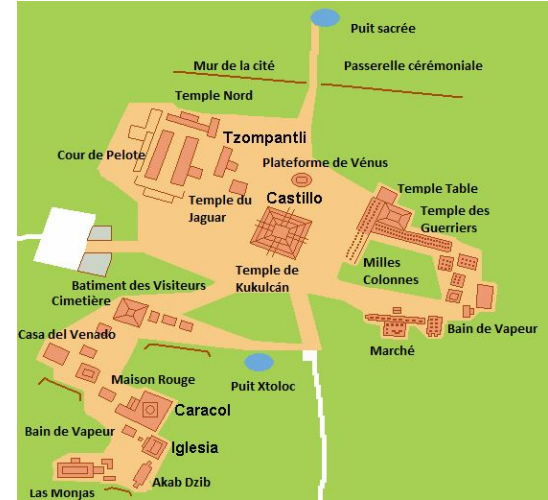 Puit sacrée
Mur de la cité
Passerelle cérémoniale
Temple Nord
Tzompantli
Cour de Pelote
Plateforme de Vénus
Temple Table
Temple du
Jaguar
Castillo
Temple des
Guerriers
Temple de
Kukulcán
Milles
Colonnes
Batiment des Visiteurs
Cimetière
Bain de Vapeur
Casa del Venado
Marché
Maison Rouge
Puit Xtoloc
Caracol
Bain de Vapeur
Iglesia
Akab Dzib
Las Monjas